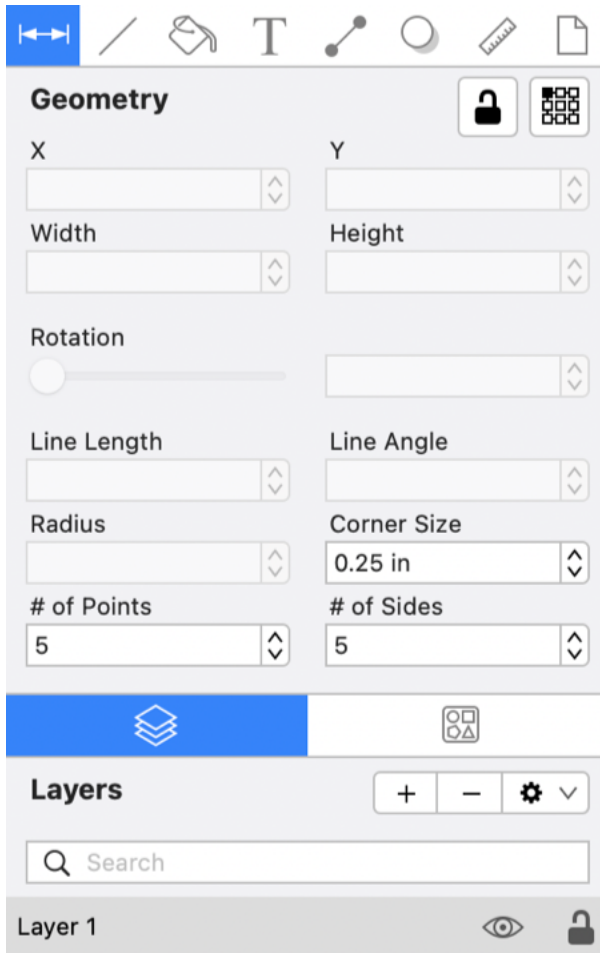 T
Geometry
X Y
Width Height
Rotation
Line Length Line Angle
Radius Corner Size
0.25 in
# of Points # of Sides
5 5
Layers
Search
Layer 1